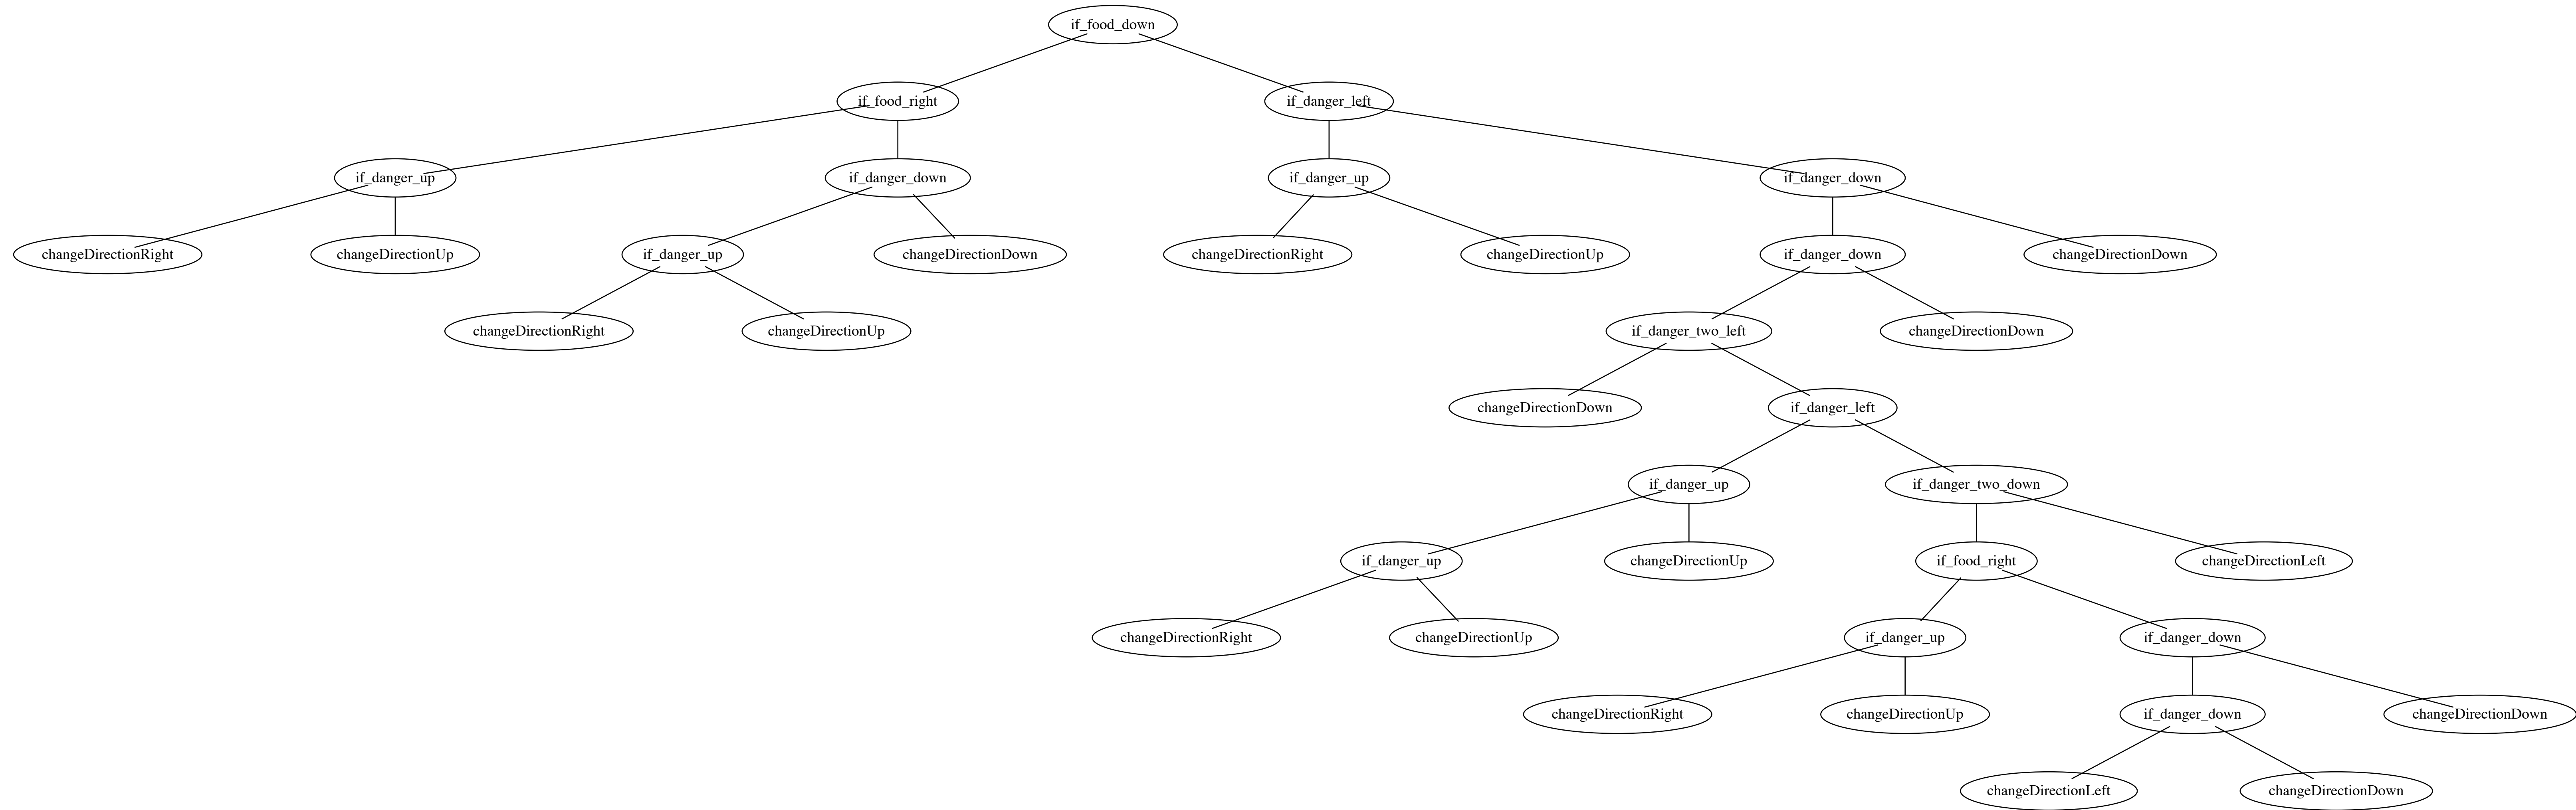 if_food_down
if_food_right
if_danger_left
if_danger_up
if_danger_down
if_danger_up
if_danger_down
changeDirectionRight
changeDirectionUp
if_danger_up
changeDirectionDown
changeDirectionRight
changeDirectionUp
if_danger_down
changeDirectionDown
changeDirectionRight
changeDirectionUp
if_danger_two_left
changeDirectionDown
changeDirectionDown
if_danger_left
if_danger_up
if_danger_two_down
if_danger_up
changeDirectionUp
if_food_right
changeDirectionLeft
changeDirectionRight
changeDirectionUp
if_danger_up
if_danger_down
changeDirectionRight
changeDirectionUp
if_danger_down
changeDirectionDown
changeDirectionLeft
changeDirectionDown